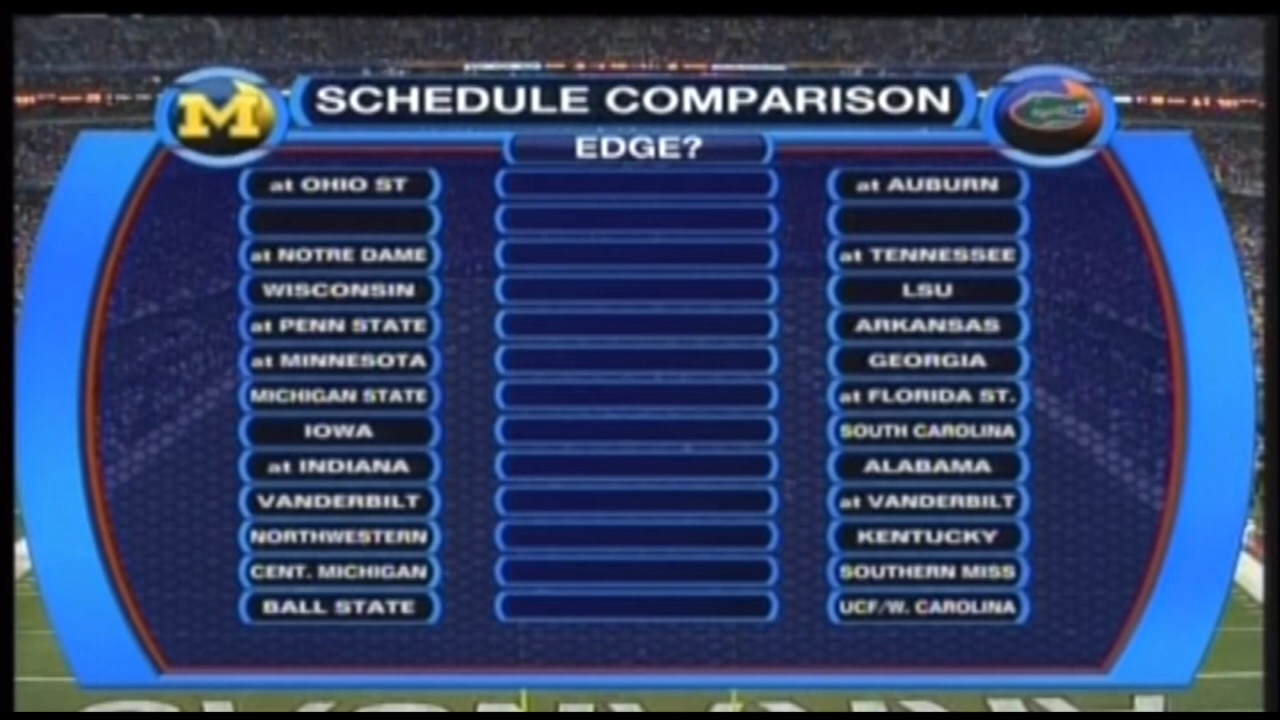 M
SCHEDULE COMPARISON
EDGE?
at OHIO ST
at AUBURN
at NOTRE DAME
at TENNESSEE
WISCONSIN
LSU
at PENN STATE
ARKANSAS
at MINNESOTA
GEORGIA
MICHIGAN STATE
at FLORIDA ST.
IOWA
SOUTH CAROLINA
at INDIANA
ALABAMA
VANDERBILT
at VANDERBILT
NORTHWESTERN
KENTUCKY
CENT. MICHIGAN
SOUTHERN MISS
BALL STATE
UCF/W. CAROLINA